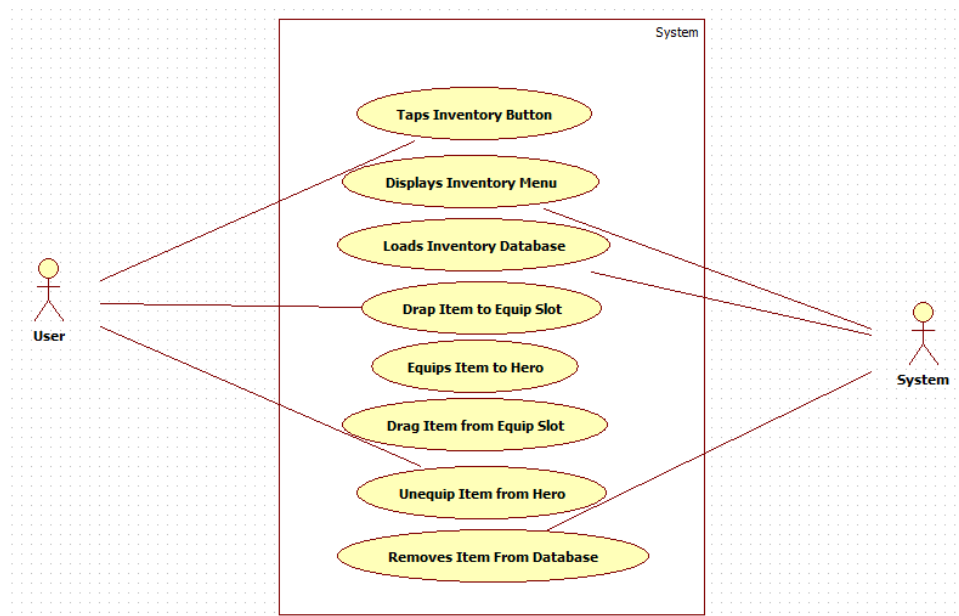 System
Taps Inventory Button
Displays Inventory Menu
Loads Inventory Database
Drap Item to Equip Slot
User
Equips Item to Hero
System
Drag Item from Equip Slot
Unequip Item from Hero
Removes Item From Database